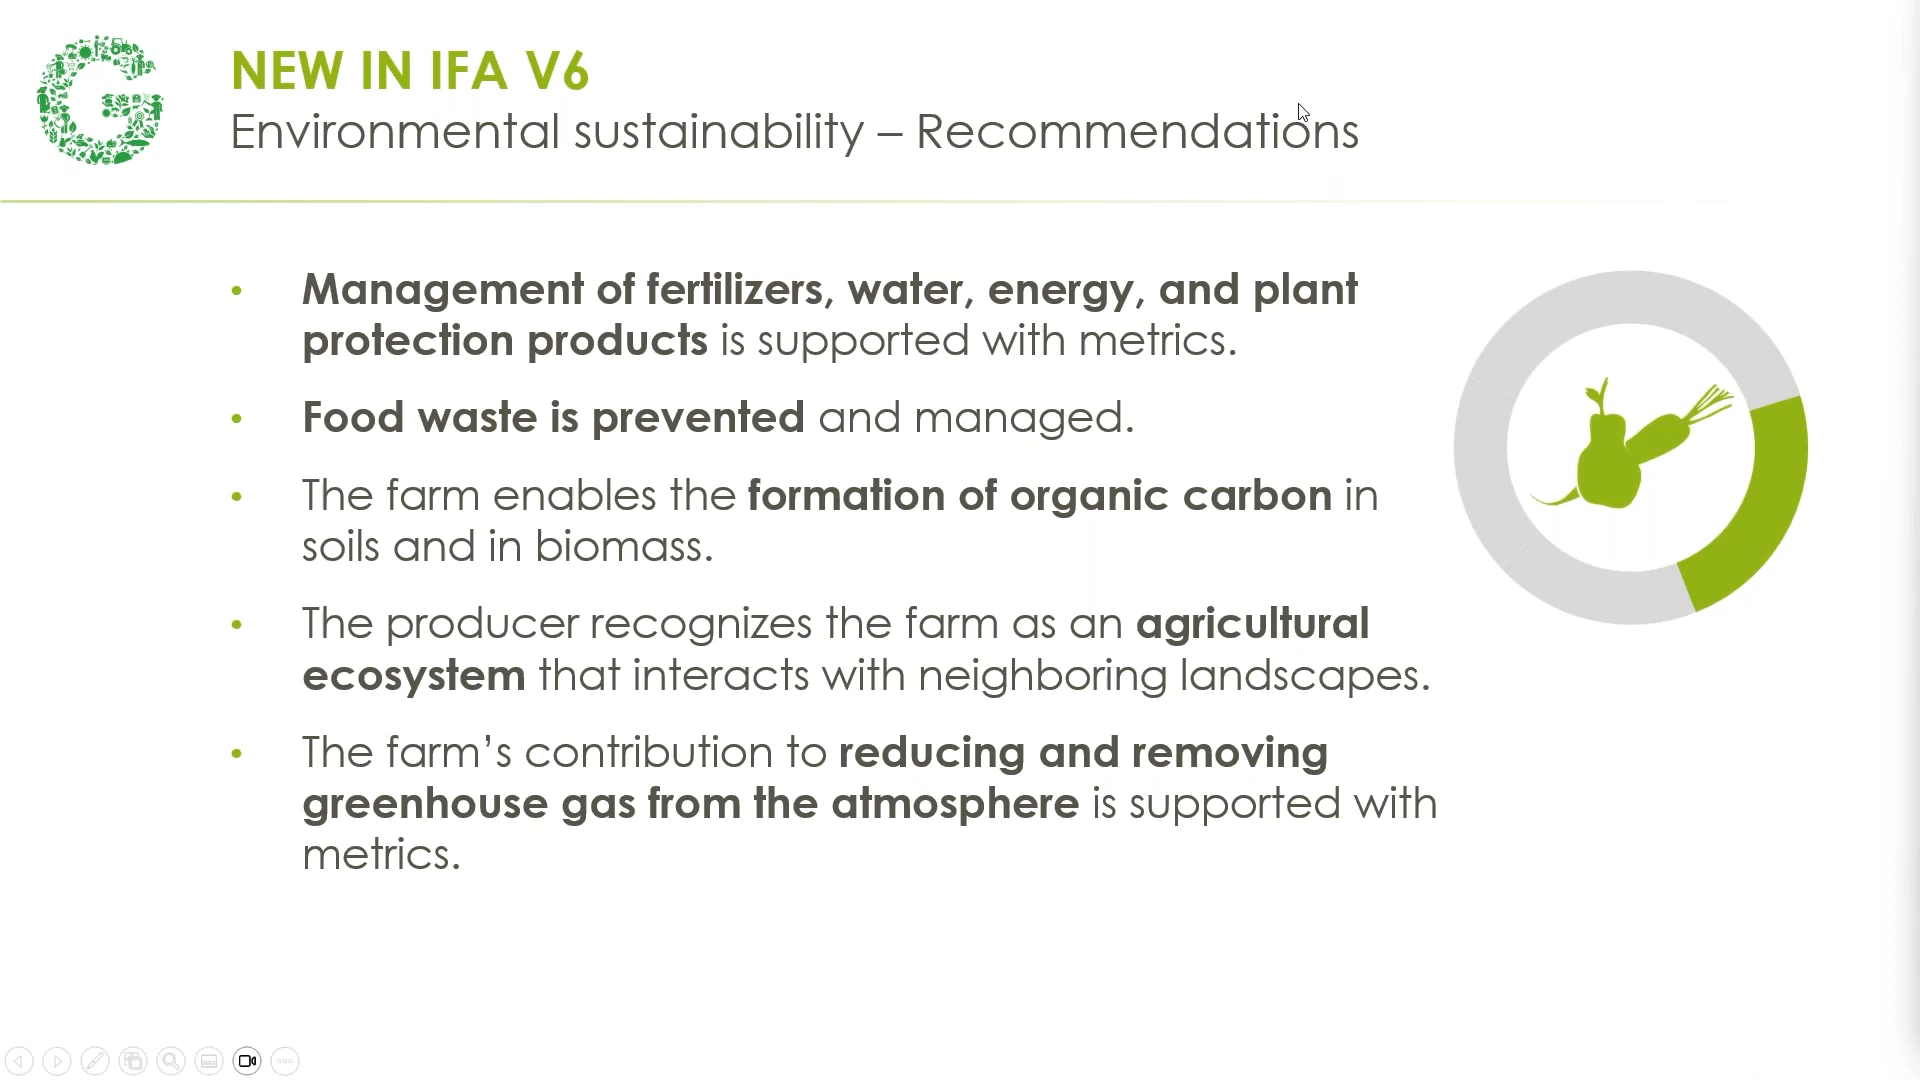 NEW IN IFA V6
Environmental sustainability – Recommendations
• Management of fertilizers, water, energy, and plant
protection products is supported with metrics.
• Food waste is prevented and managed.
• The farm enables the formation of organic carbon in
soils and in biomass.
• The producer recognizes the farm as an agricultural
ecosystem that interacts with neighboring landscapes.
• The farm’s contribution to reducing and removing
greenhouse gas from the atmosphere is supported with
metrics.